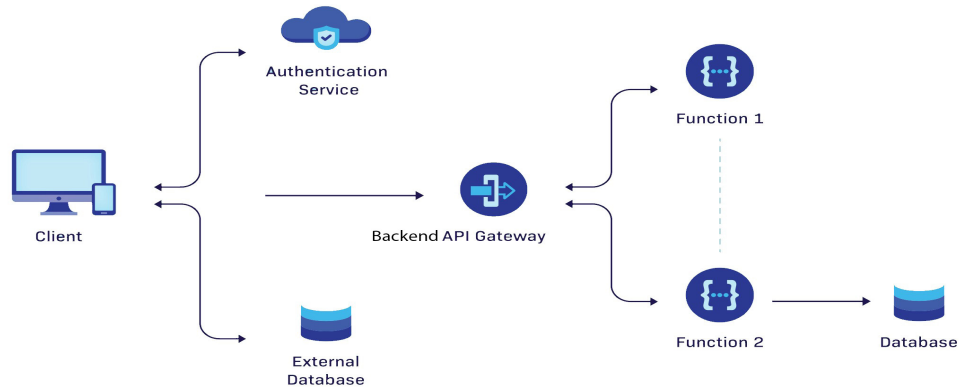 Authentication
Service
Function 1
Client
Backend API Gateway
External
Database
Function 2
Database